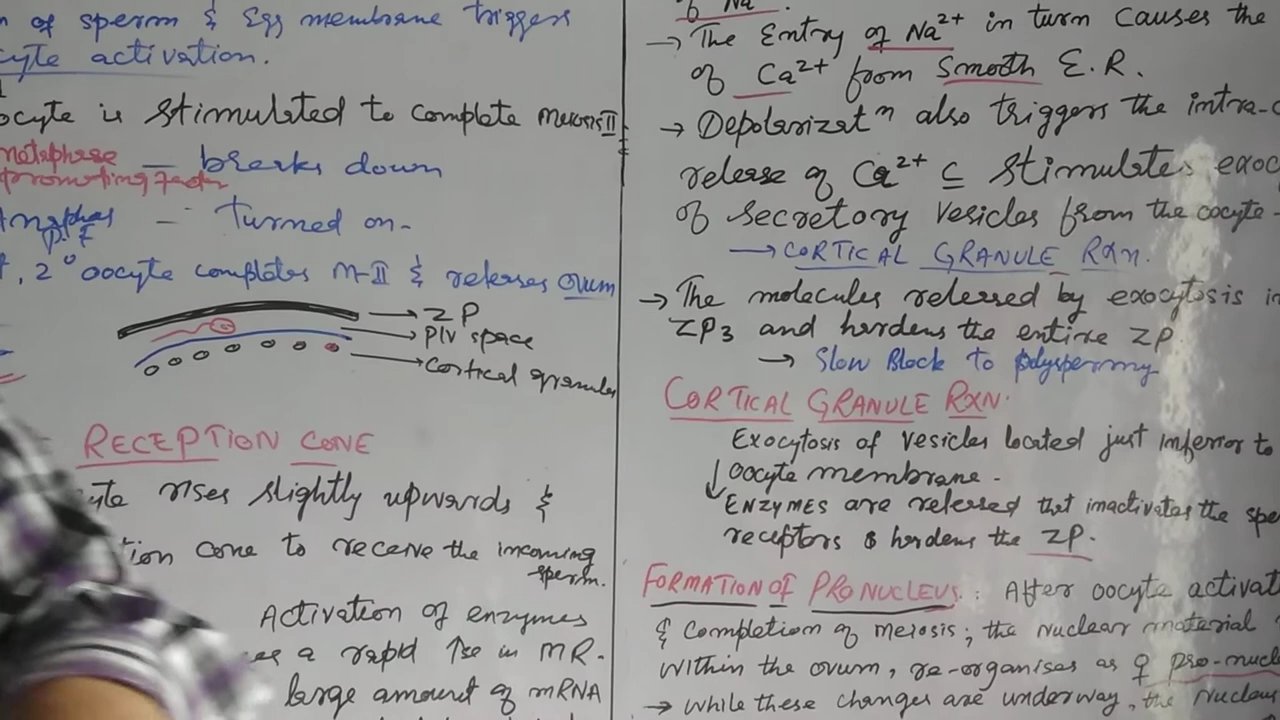 n of sperm & Egg membrane triggers
cyte activation.
ocyte is stimulated to complete meiosis II
metaphase
promoting factor
— breaks down
Anaphas
P. F
— Turned on.
, 2° oocyte completes M-II & releases ovum
→ ZP
→ PIV space
→ Cortical granules
RECEPTION CONE
yte rises slightly upwards &
tion cone to receive the incoming
sperm.
Activation of enzymes
es a rapid ↑se in MR.
large amount of mRNA
of Na
→ The Entry of Na2+ in turn causes the
of Ca2+ from Smooth E.R.
→ Depolarizatn also triggers the intra-c
release of Ca2+ c̲ stimulates exoc
of secretory vesicles from the oocyte -
→ CORTICAL GRANULE RXn.
→ The molecules released by exocytosis in
ZP3 and hardens the entire ZP
→ Slow Block to polyspermy
CORTICAL GRANULE RXN.
Exocytosis of vesicles located just inferior to
↓ oocyte membrane.
ENZYMES are released that inactivates the spe
receptors & hardens the ZP.
FORMATION OF PRONUCLEUS: After oocyte activat
& completion of meiosis; the nuclear material
within the ovum, re-organises as ♀ pro-nucl
→ while these changes are underway, the nucleus